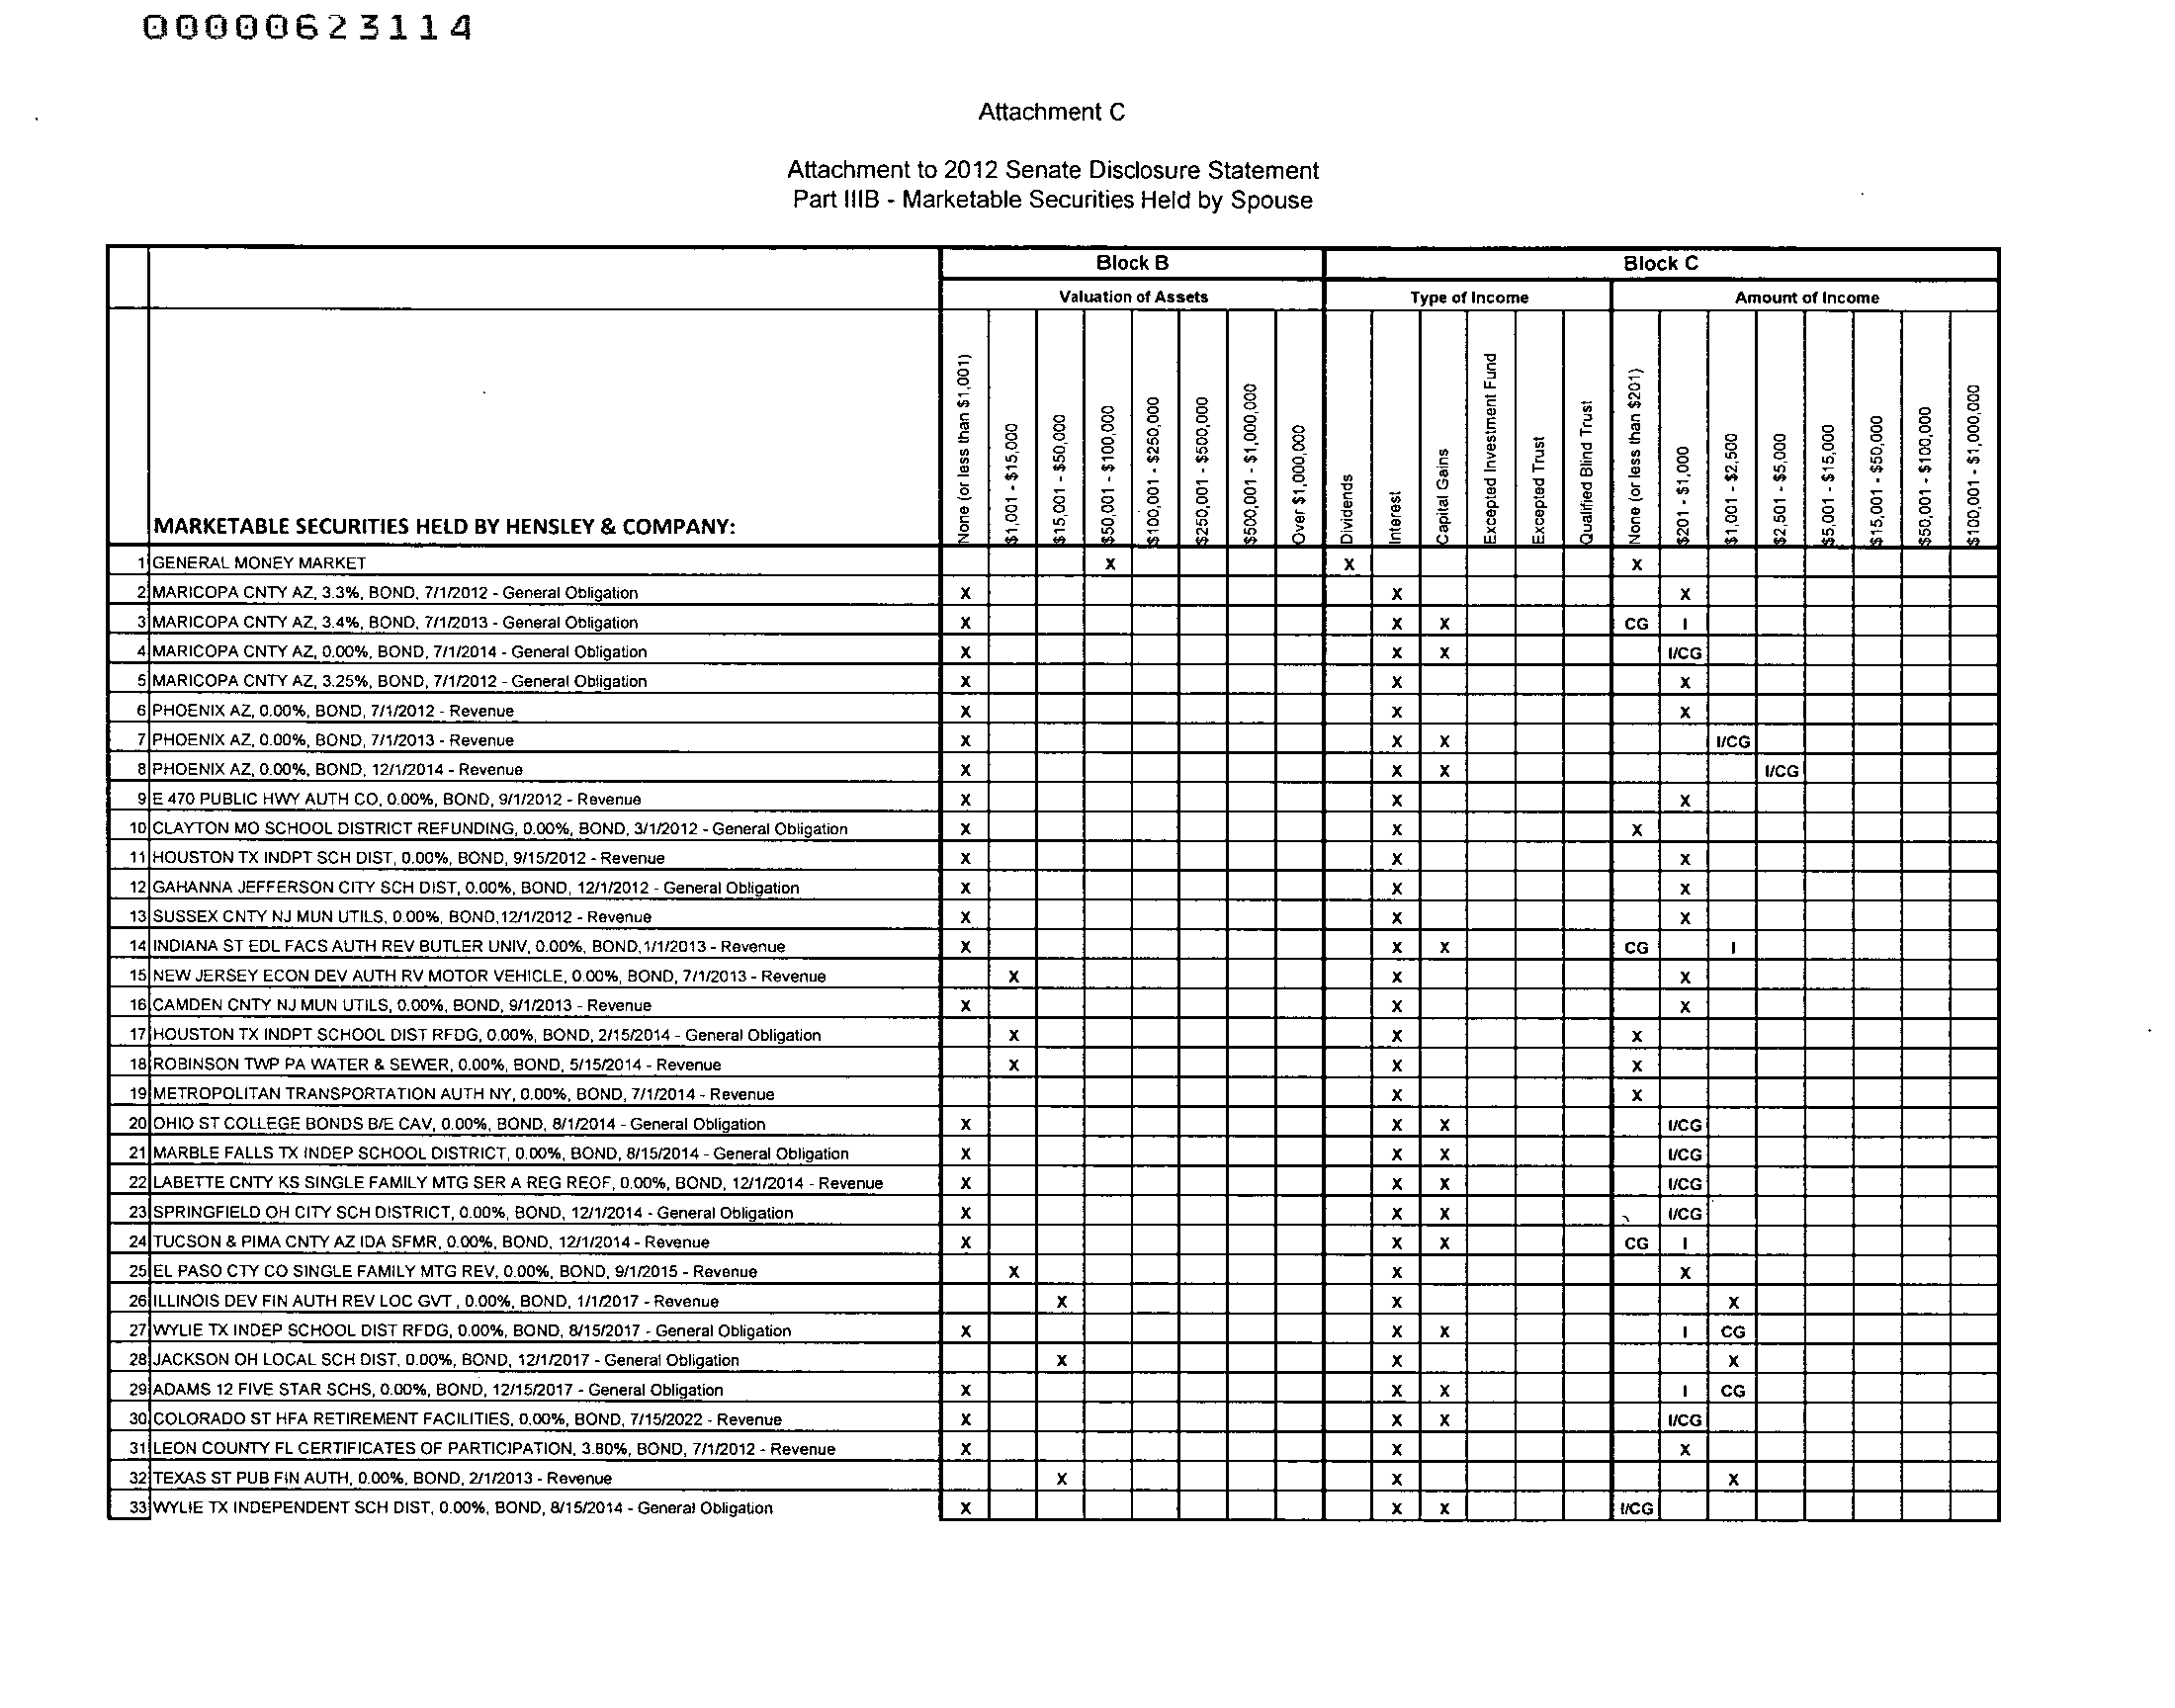 00000623114
Attachment C
Attachment to 2012 Senate Disclosure Statement
Part IIIB - Marketable Securities Held by Spouse
Block B Block C
Valuation of Assets Type of Income Amount of Income
MARKETABLE SECURITIES HELD BY HENSLEY & COMPANY: None (or less than $1,001) $1,001 - $15,000 $15,001 - $50,000 $50,001 - $100,000 $100,001 - $250,000 $250,001 - $500,000 $500,001 - $1,000,000 Over $1,000,000 Dividends Interest Capital Gains Excepted Investment Fund Excepted Trust Qualified Blind Trust None (or less than $201) $201 - $1,000 $1,001 - $2,500 $2,501 - $5,000 $5,001 - $15,000 $15,001 - $50,000 $50,001 - $100,000 $100,001 - $1,000,000
1 GENERAL MONEY MARKET X X X
2 MARICOPA CNTY AZ, 3.3%, BOND, 7/1/2012 - General Obligation X X X
3 MARICOPA CNTY AZ, 3.4%, BOND, 7/1/2013 - General Obligation X X X CG I
4 MARICOPA CNTY AZ, 0.00%, BOND, 7/1/2014 - General Obligation X X X I/CG
5 MARICOPA CNTY AZ, 3.25%, BOND, 7/1/2012 - General Obligation X X X
6 PHOENIX AZ, 0.00%, BOND, 7/1/2012 - Revenue X X X
7 PHOENIX AZ, 0.00%, BOND, 7/1/2013 - Revenue X X X I/CG
8 PHOENIX AZ, 0.00%, BOND, 12/1/2014 - Revenue X X X I/CG
9 E 470 PUBLIC HWY AUTH CO, 0.00%, BOND, 9/1/2012 - Revenue X X X
10 CLAYTON MO SCHOOL DISTRICT REFUNDING, 0.00%, BOND, 3/1/2012 - General Obligation X X X
11 HOUSTON TX INDPT SCH DIST, 0.00%, BOND, 9/15/2012 - Revenue X X X
12 GAHANNA JEFFERSON CITY SCH DIST, 0.00%, BOND, 12/1/2012 - General Obligation X X X
13 SUSSEX CNTY NJ MUN UTILS, 0.00%, BOND,12/1/2012 - Revenue X X X
14 INDIANA ST EDL FACS AUTH REV BUTLER UNIV, 0.00%, BOND,1/1/2013 - Revenue X X X CG I
15 NEW JERSEY ECON DEV AUTH RV MOTOR VEHICLE, 0.00%, BOND, 7/1/2013 - Revenue X X X
16 CAMDEN CNTY NJ MUN UTILS, 0.00%, BOND, 9/1/2013 - Revenue X X X
17 HOUSTON TX INDPT SCHOOL DIST RFDG, 0.00%, BOND, 2/15/2014 - General Obligation X X X
18 ROBINSON TWP PA WATER & SEWER, 0.00%, BOND, 5/15/2014 - Revenue X X X
19 METROPOLITAN TRANSPORTATION AUTH NY, 0.00%, BOND, 7/1/2014 - Revenue X X
20 OHIO ST COLLEGE BONDS B/E CAV, 0.00%, BOND, 8/1/2014 - General Obligation X X X I/CG
21 MARBLE FALLS TX INDEP SCHOOL DISTRICT, 0.00%, BOND, 8/15/2014 - General Obligation X X X I/CG
22 LABETTE CNTY KS SINGLE FAMILY MTG SER A REG REOF, 0.00%, BOND, 12/1/2014 - Revenue X X X I/CG
23 SPRINGFIELD OH CITY SCH DISTRICT, 0.00%, BOND, 12/1/2014 - General Obligation X X X I/CG
24 TUCSON & PIMA CNTY AZ IDA SFMR, 0.00%, BOND, 12/1/2014 - Revenue X X X CG I
25 EL PASO CTY CO SINGLE FAMILY MTG REV, 0.00%, BOND, 9/1/2015 - Revenue X X X
26 ILLINOIS DEV FIN AUTH REV LOC GVT , 0.00%, BOND, 1/1/2017 - Revenue X X X
27 WYLIE TX INDEP SCHOOL DIST RFDG, 0.00%, BOND, 8/15/2017 - General Obligation X X X I CG
28 JACKSON OH LOCAL SCH DIST, 0.00%, BOND, 12/1/2017 - General Obligation X X X
29 ADAMS 12 FIVE STAR SCHS, 0.00%, BOND, 12/15/2017 - General Obligation X X X I CG
30 COLORADO ST HFA RETIREMENT FACILITIES, 0.00%, BOND, 7/15/2022 - Revenue X X X I/CG
31 LEON COUNTY FL CERTIFICATES OF PARTICIPATION, 3.80%, BOND, 7/1/2012 - Revenue X X X
32 TEXAS ST PUB FIN AUTH, 0.00%, BOND, 2/1/2013 - Revenue X X X
33 WYLIE TX INDEPENDENT SCH DIST, 0.00%, BOND, 8/15/2014 - General Obligation X X X I/CG